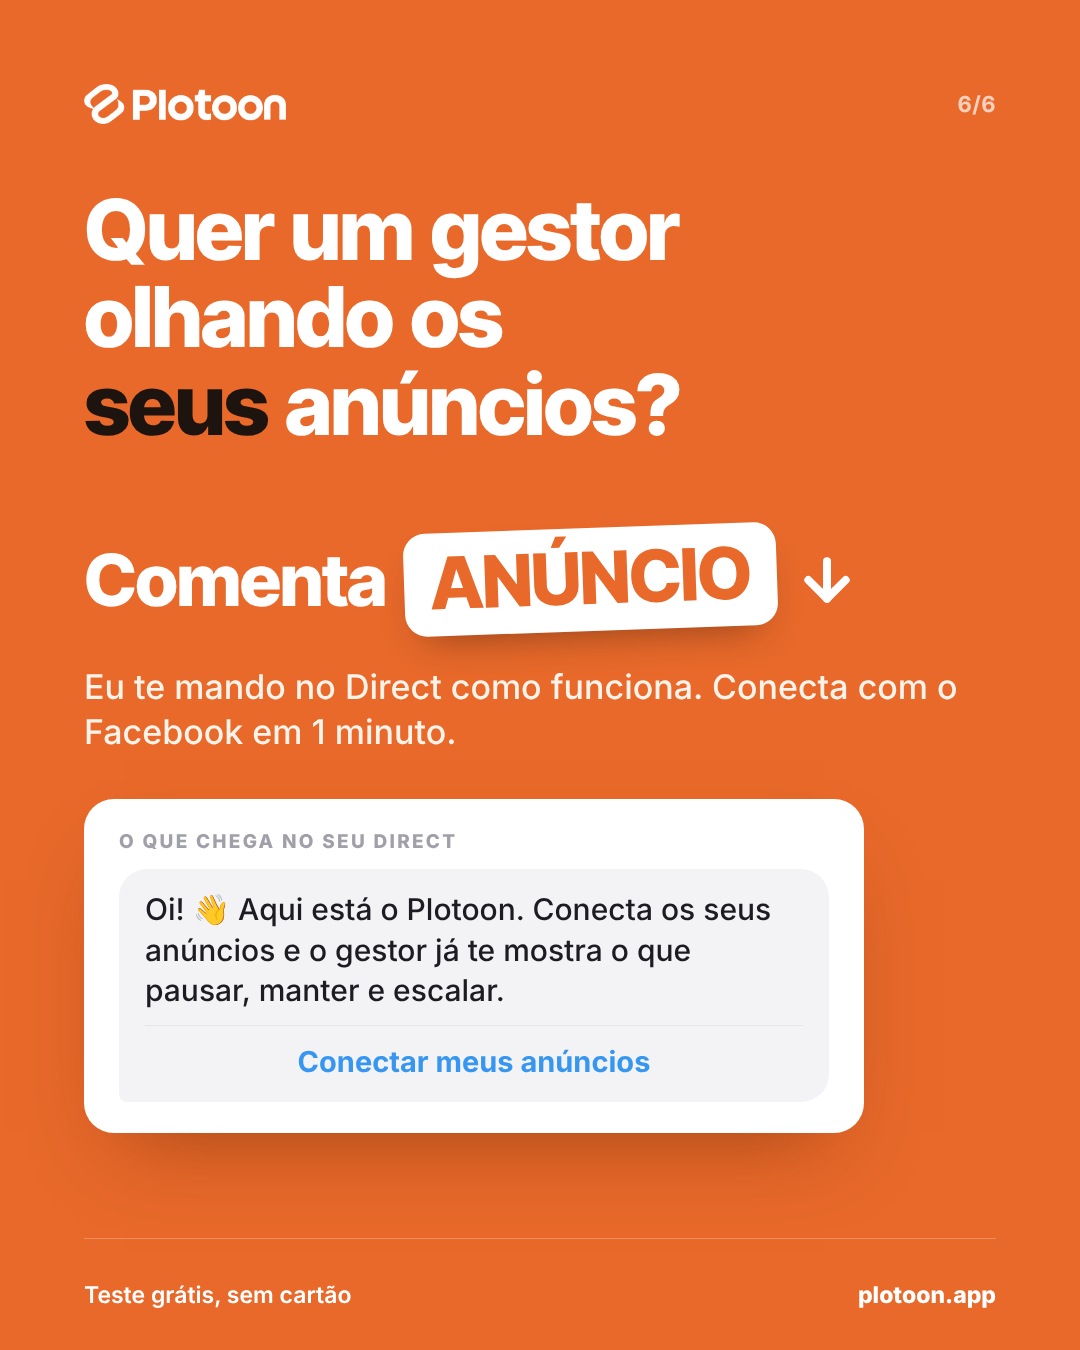 Plotoon
6/6
Quer um gestor
olhando os
seus anúncios?
Comenta ANÚNCIO ↓
Eu te mando no Direct como funciona. Conecta com o
Facebook em 1 minuto.
O QUE CHEGA NO SEU DIRECT
Oi! 👋 Aqui está o Plotoon. Conecta os seus
anúncios e o gestor já te mostra o que
pausar, manter e escalar.
Conectar meus anúncios
Teste grátis, sem cartão
plotoon.app